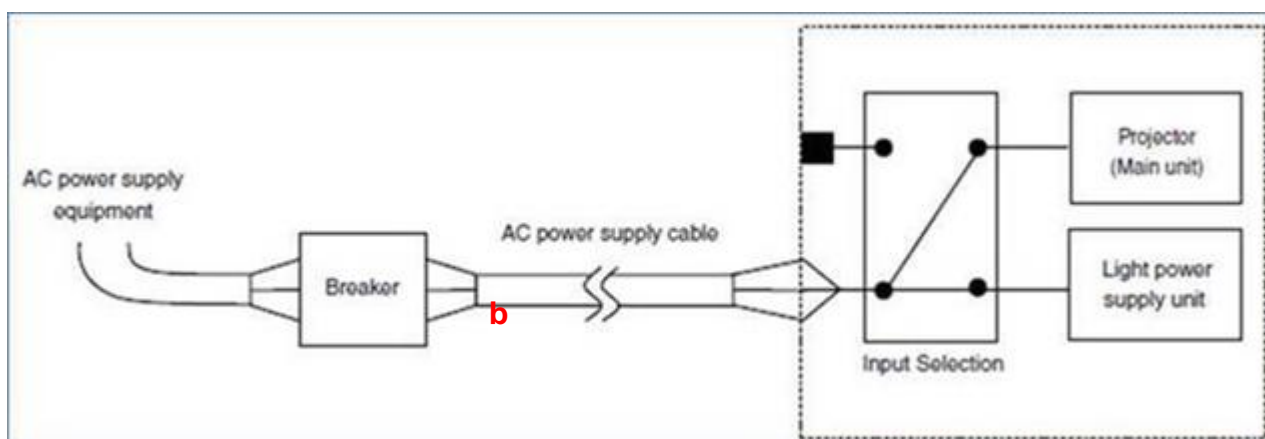 AC power supply
equipment
Breaker
AC power supply cable
b
Projector
(Main unit)
Light power
supply unit
Input Selection